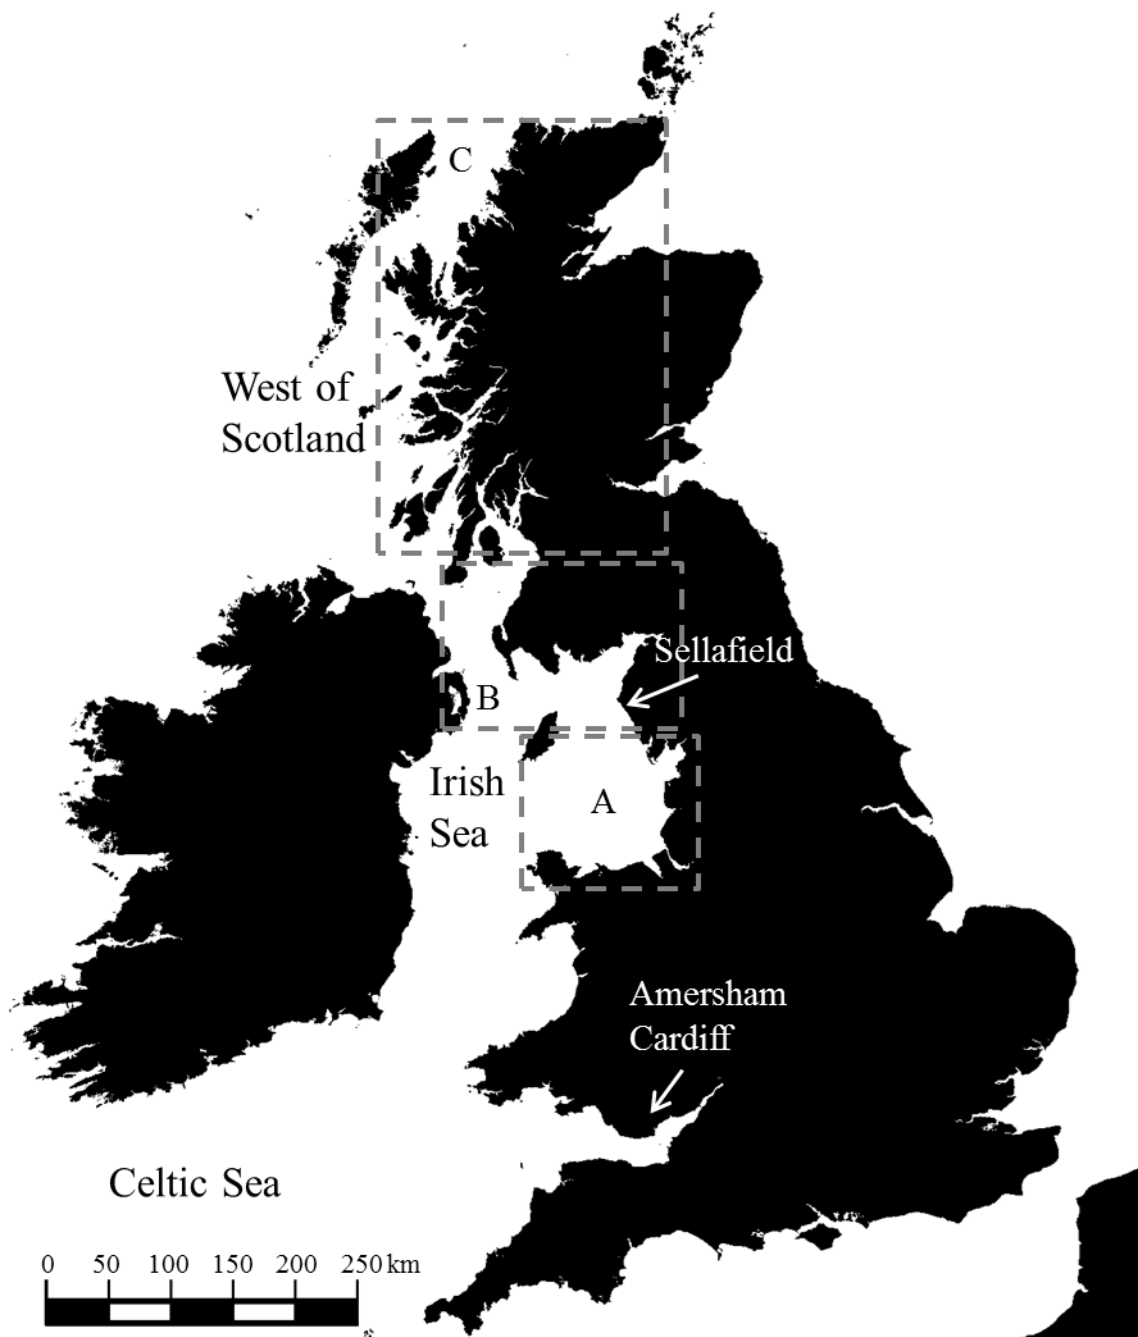 C
West of
Scotland
Sellafield
B
Irish
Sea
A
Amersham
Cardiff
Celtic Sea
0 50 100 150 200 250 km